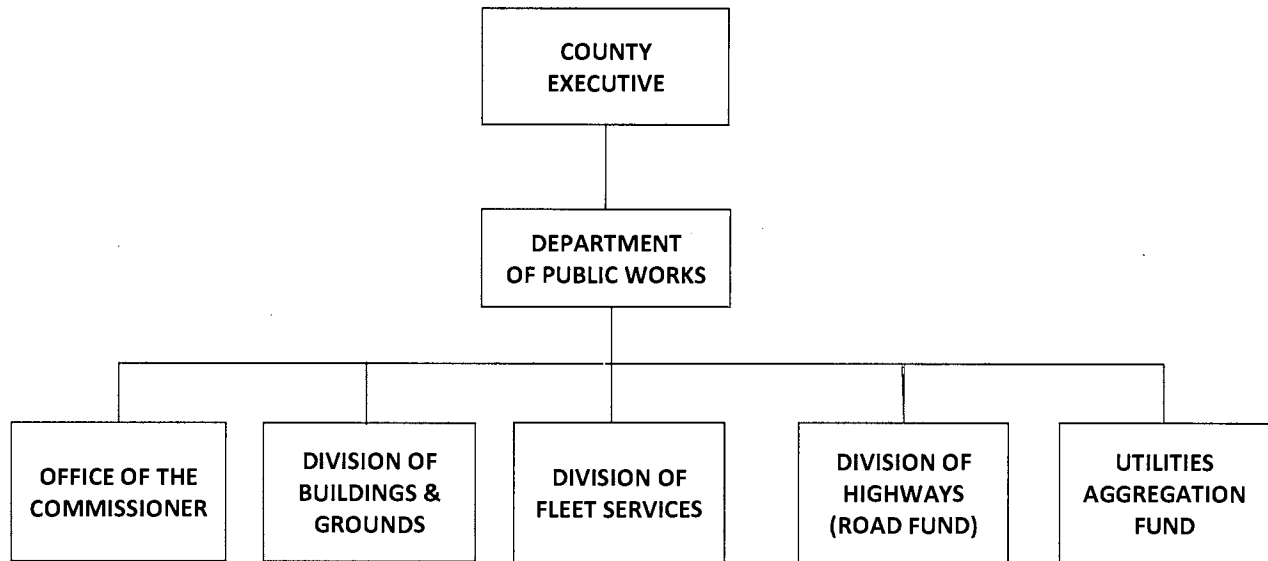 COUNTY
EXECUTIVE
DEPARTMENT
OF PUBLIC WORKS
OFFICE OF THE
COMMISSIONER
DIVISION OF
BUILDINGS &
GROUNDS
DIVISION OF
FLEET SERVICES
DIVISION OF
HIGHWAYS
(ROAD FUND)
UTILITIES
AGGREGATION
FUND